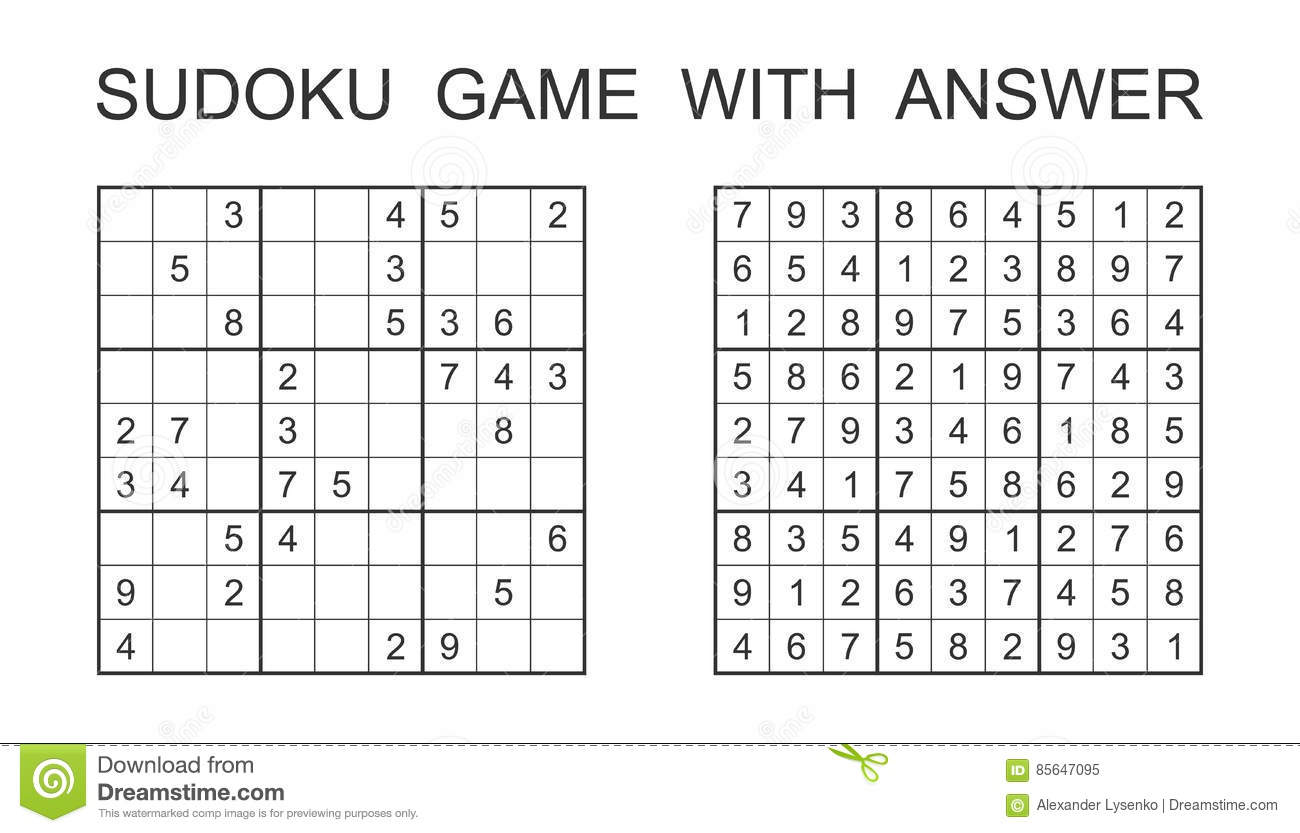 SUDOKU GAME WITH ANSWER
3 4 5 2
5 3
8 5 3 6
2 7 4 3
2 7 3 8
3 4 7 5
5 4 6
9 2 5
4 2 9
7 9 3 8 6 4 5 1 2
6 5 4 1 2 3 8 9 7
1 2 8 9 7 5 3 6 4
5 8 6 2 1 9 7 4 3
2 7 9 3 4 6 1 8 5
3 4 1 7 5 8 6 2 9
8 3 5 4 9 1 2 7 6
9 1 2 6 3 7 4 5 8
4 6 7 5 8 2 9 3 1
Download from
Dreamstime.com
This watermarked comp image is for previewing purposes only.
ID 85647095
© Alexander Lysenko | Dreamstime.com